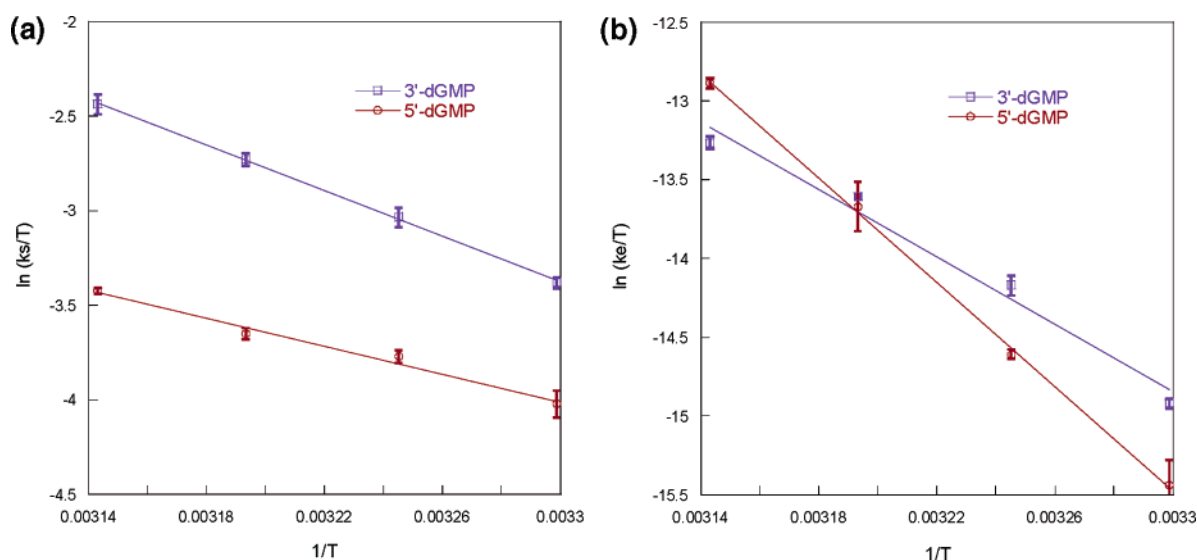 (a)
-2
-2.5
-3
-3.5
-4
-4.5
ln (ks/T)
3'-dGMP
5'-dGMP
0.00314
0.00318
0.00322
0.00326
0.0033
1/T
(b)
-12.5
-13
-13.5
-14
-14.5
-15
-15.5
ln (ke/T)
3'-dGMP
5'-dGMP
0.00314
0.00318
0.00322
0.00326
0.0033
1/T